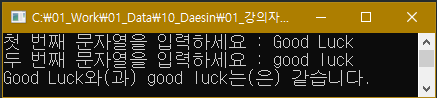 C:₩01_Work₩01_Data₩10_Daesin₩01_강의자...
첫 번째 문자열을 입력하세요 : Good Luck
두 번째 문자열을 입력하세요 : good luck
Good Luck와(과) good luck는(은) 같습니다.